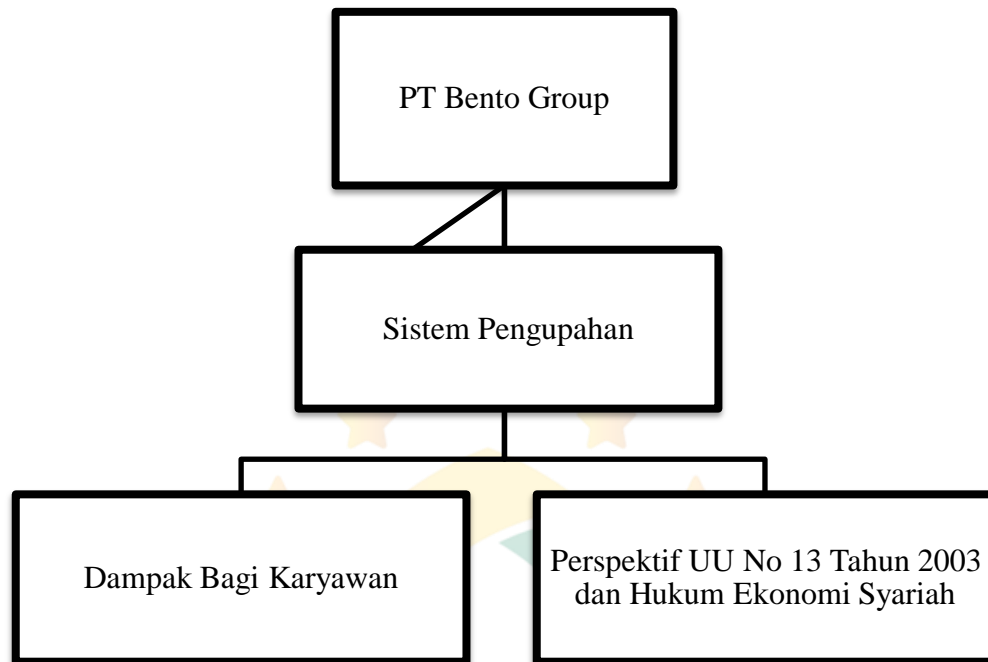 PT Bento Group
Sistem Pengupahan
Dampak Bagi Karyawan
Perspektif UU No 13 Tahun 2003
dan Hukum Ekonomi Syariah